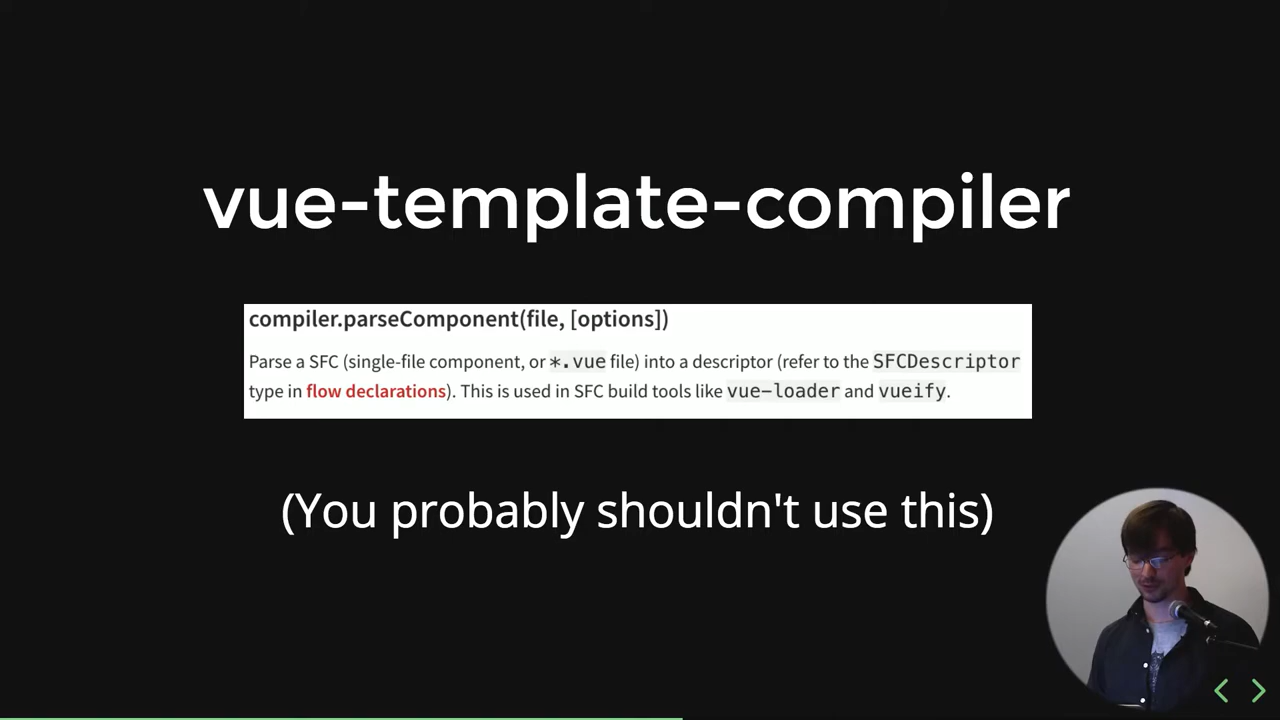 vue-template-compiler
compiler.parseComponent(file, [options])
Parse a SFC (single-file component, or *.vue file) into a descriptor (refer to the SFCDescriptor
type in flow declarations). This is used in SFC build tools like vue-loader and vueify.
(You probably shouldn't use this)